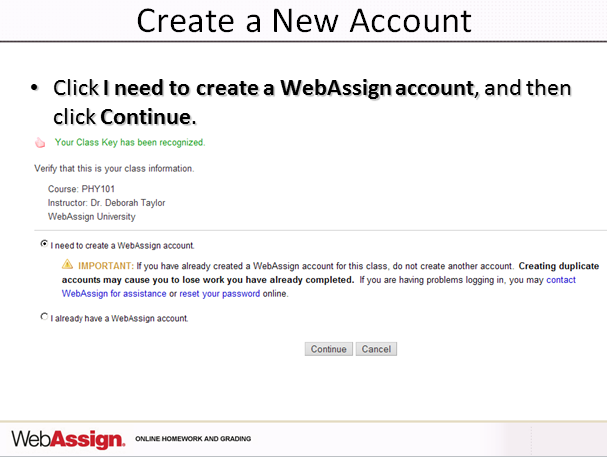 Create a New Account
• Click I need to create a WebAssign account, and then
click Continue.
Your Class Key has been recognized.
Verify that this is your class information.
Course: PHY101
Instructor: Dr. Deborah Taylor
WebAssign University
I need to create a WebAssign account.
IMPORTANT: If you have already created a WebAssign account for this class, do not create another account. Creating duplicate
accounts may cause you to lose work you have already completed. If you are having problems logging in, you may contact
WebAssign for assistance or reset your password online.
I already have a WebAssign account.
Continue Cancel
WebAssign. ONLINE HOMEWORK AND GRADING